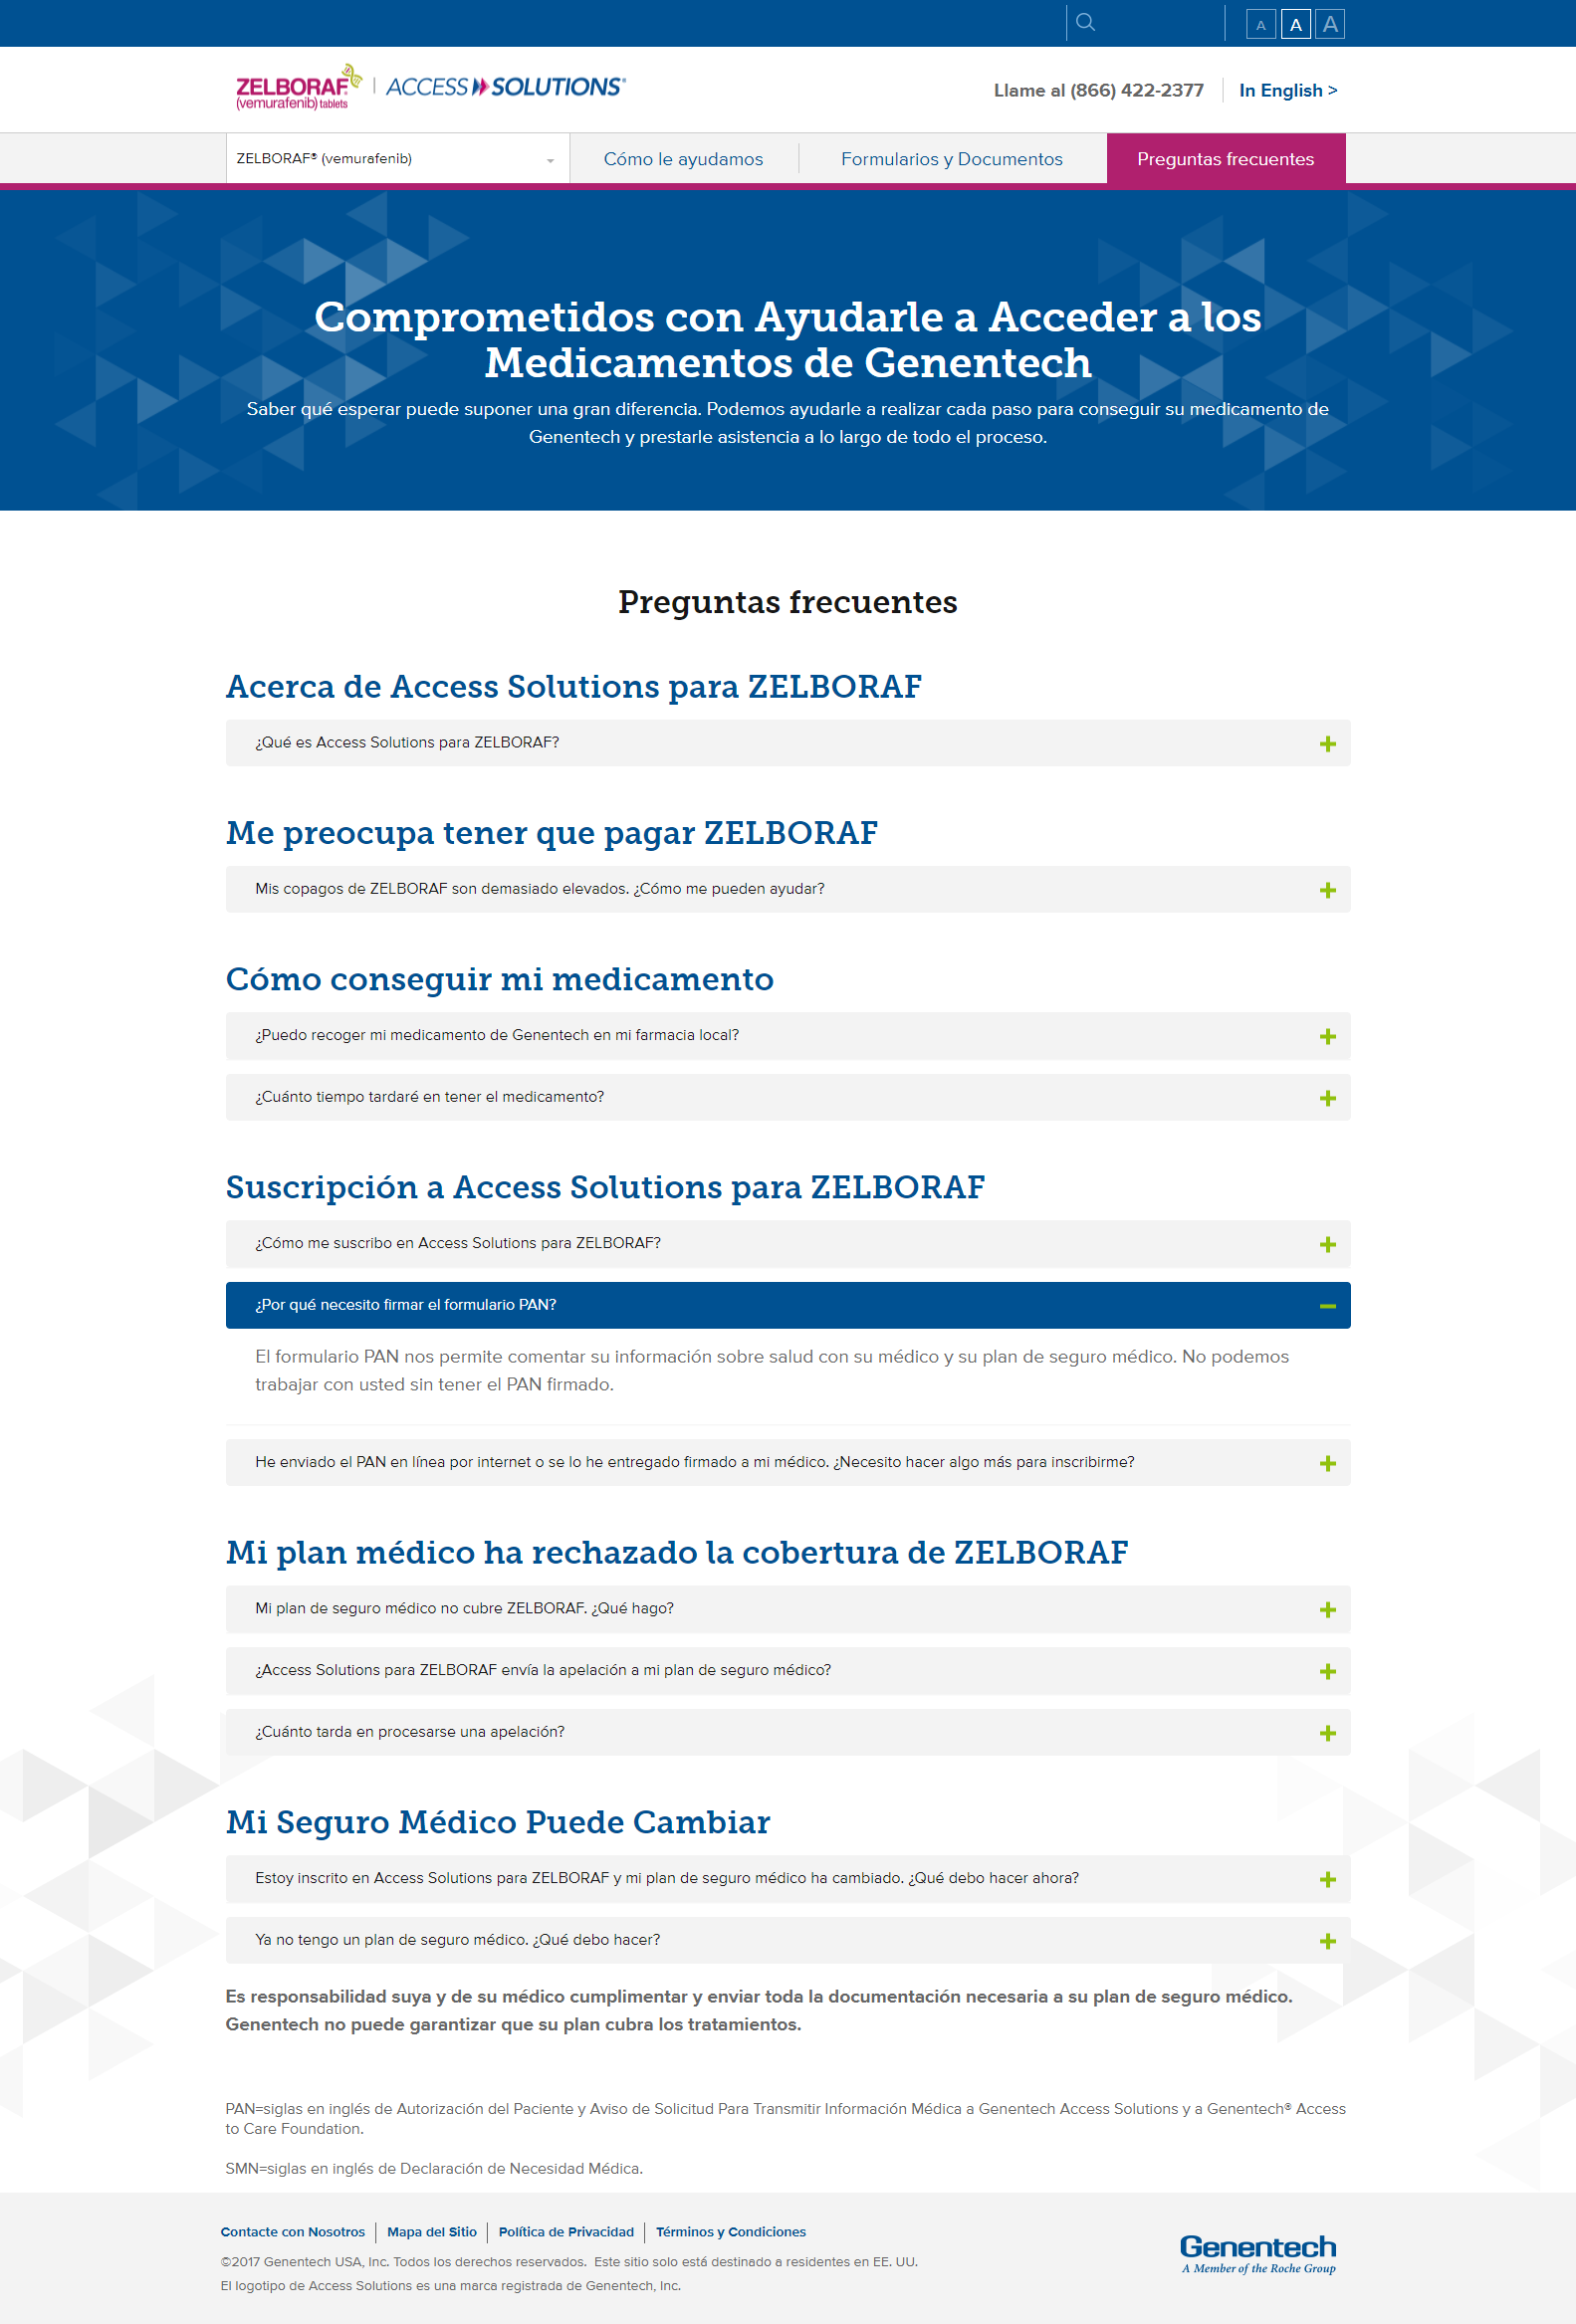 A A A
ZELBORAF® | ACCESS SOLUTIONS®
(vemurafenib) tablets
Llame al (866) 422-2377
In English >
ZELBORAF® (vemurafenib)
Cómo le ayudamos
Formularios y Documentos
Preguntas frecuentes
Comprometidos con Ayudarle a Acceder a los
Medicamentos de Genentech
Saber qué esperar puede suponer una gran diferencia. Podemos ayudarle a realizar cada paso para conseguir su medicamento de
Genentech y prestarle asistencia a lo largo de todo el proceso.
Preguntas frecuentes
Acerca de Access Solutions para ZELBORAF
¿Qué es Access Solutions para ZELBORAF?
Me preocupa tener que pagar ZELBORAF
Mis copagos de ZELBORAF son demasiado elevados. ¿Cómo me pueden ayudar?
Cómo conseguir mi medicamento
¿Puedo recoger mi medicamento de Genentech en mi farmacia local?
¿Cuánto tiempo tardaré en tener el medicamento?
Suscripción a Access Solutions para ZELBORAF
¿Cómo me suscribo en Access Solutions para ZELBORAF?
¿Por qué necesito firmar el formulario PAN?
El formulario PAN nos permite comentar su información sobre salud con su médico y su plan de seguro médico. No podemos
trabajar con usted sin tener el PAN firmado.
He enviado el PAN en línea por internet o se lo he entregado firmado a mi médico. ¿Necesito hacer algo más para inscribirme?
Mi plan médico ha rechazado la cobertura de ZELBORAF
Mi plan de seguro médico no cubre ZELBORAF. ¿Qué hago?
¿Access Solutions para ZELBORAF envía la apelación a mi plan de seguro médico?
¿Cuánto tarda en procesarse una apelación?
Mi Seguro Médico Puede Cambiar
Estoy inscrito en Access Solutions para ZELBORAF y mi plan de seguro médico ha cambiado. ¿Qué debo hacer ahora?
Ya no tengo un plan de seguro médico. ¿Qué debo hacer?
Es responsabilidad suya y de su médico cumplimentar y enviar toda la documentación necesaria a su plan de seguro médico.
Genentech no puede garantizar que su plan cubra los tratamientos.
PAN=siglas en inglés de Autorización del Paciente y Aviso de Solicitud Para Transmitir Información Médica a Genentech Access Solutions y a Genentech® Access
to Care Foundation.
SMN=siglas en inglés de Declaración de Necesidad Médica.
Contacte con Nosotros | Mapa del Sitio | Política de Privacidad | Términos y Condiciones
©2017 Genentech USA, Inc. Todos los derechos reservados. Este sitio solo está destinado a residentes en EE. UU.
El logotipo de Access Solutions es una marca registrada de Genentech, Inc.
Genentech
A Member of the Roche Group